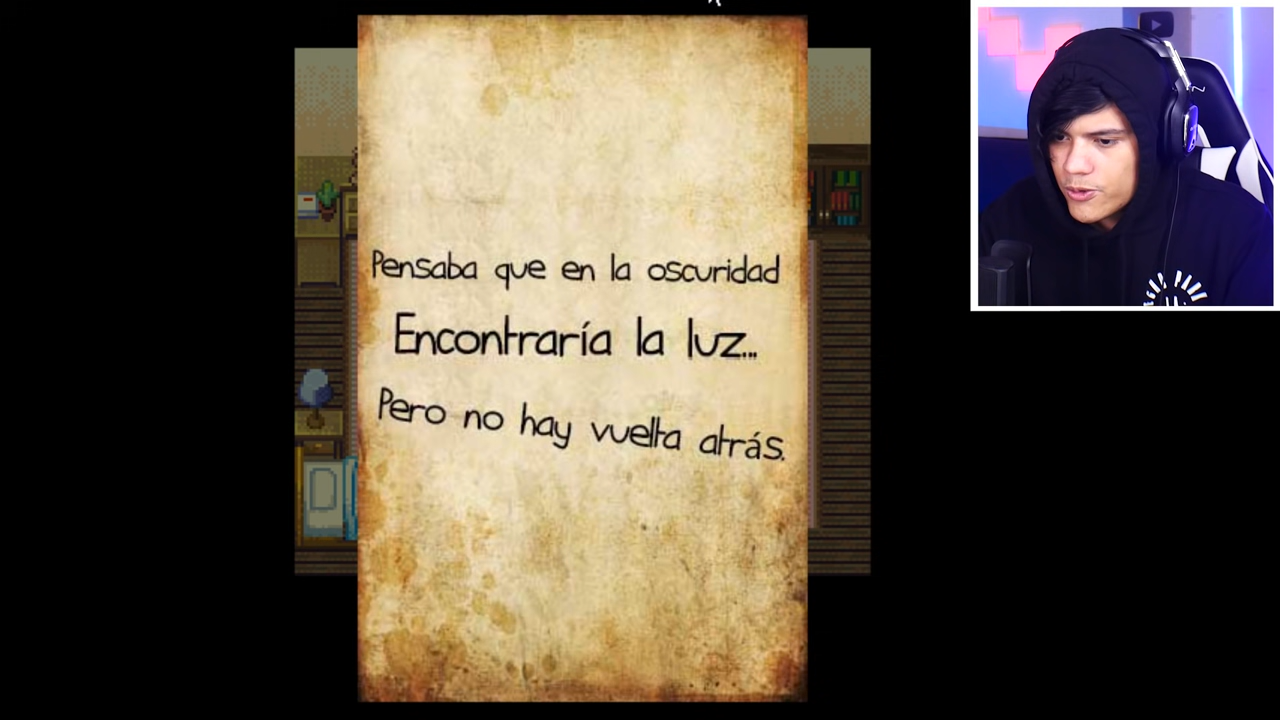 Pensaba que en la oscuridad
Encontraría la luz...
Pero no hay vuelta atrás.